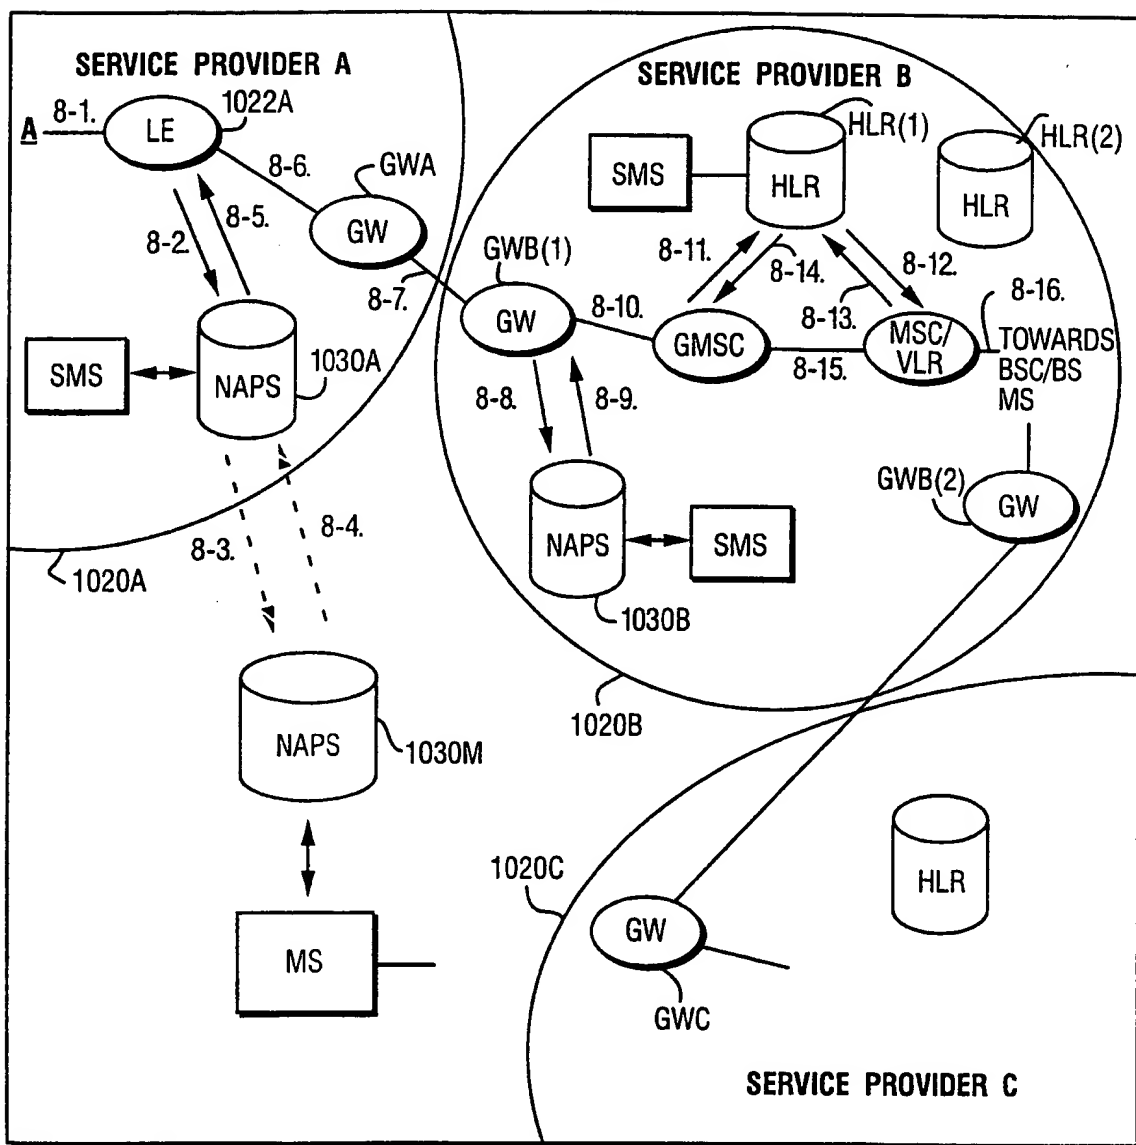 SERVICE PROVIDER A
A
8-1.
LE
1022A
8-6.
GWA
GW
8-2.
8-5.
8-7.
SMS
NAPS
1030A
8-3.
8-4.
1020A
NAPS
1030M
MS
SERVICE PROVIDER B
HLR(1)
HLR(2)
SMS
HLR
HLR
GWB(1)
GW
8-10.
8-11.
8-14.
8-12.
8-13.
8-16.
GMSC
8-15.
MSC/
VLR
TOWARDS
BSC/BS
MS
8-8.
8-9.
GWB(2)
GW
NAPS
SMS
1030B
1020B
1020C
HLR
GW
GWC
SERVICE PROVIDER C